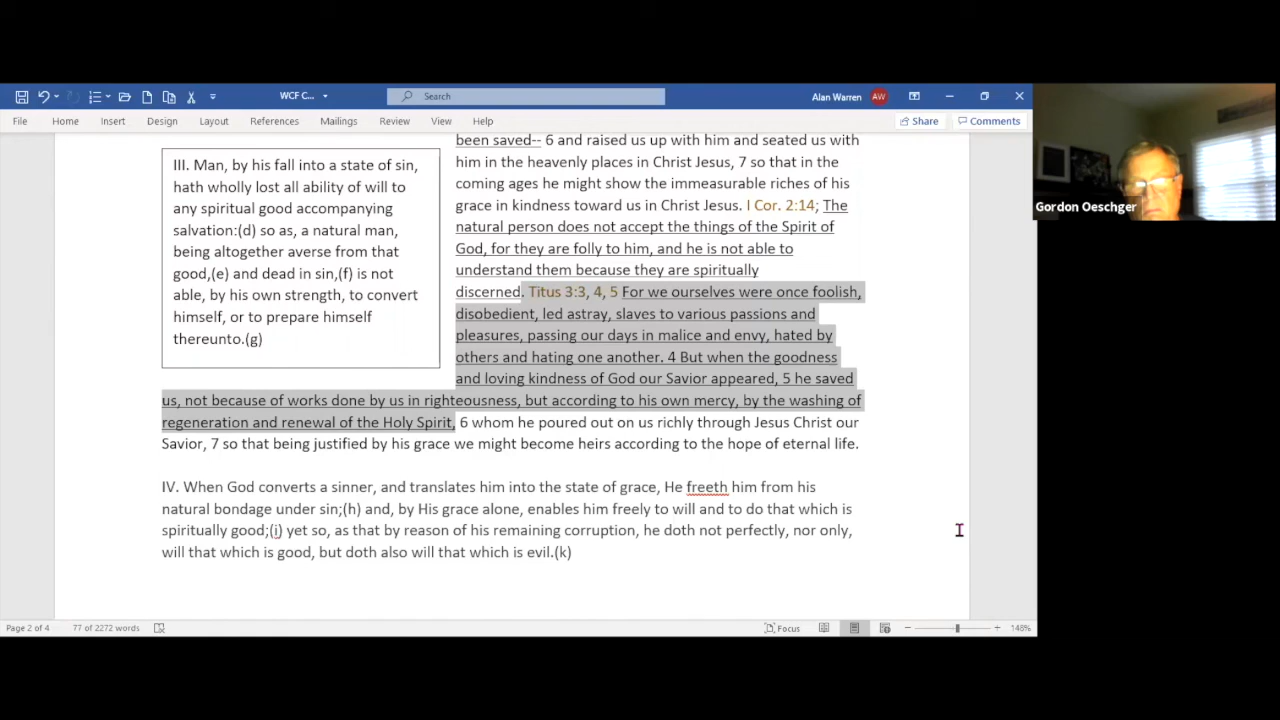 WCF C...
Search
Alan Warren AW
File Home Insert Design Layout References Mailings Review View Help Share Comments
Gordon Oeschger
been saved-- 6 and raised us up with him and seated us with
him in the heavenly places in Christ Jesus, 7 so that in the
coming ages he might show the immeasurable riches of his
grace in kindness toward us in Christ Jesus. I Cor. 2:14; The
natural person does not accept the things of the Spirit of
God, for they are folly to him, and he is not able to
understand them because they are spiritually
discerned. Titus 3:3, 4, 5 For we ourselves were once foolish,
disobedient, led astray, slaves to various passions and
pleasures, passing our days in malice and envy, hated by
others and hating one another. 4 But when the goodness
and loving kindness of God our Savior appeared, 5 he saved
us, not because of works done by us in righteousness, but according to his own mercy, by the washing of
regeneration and renewal of the Holy Spirit, 6 whom he poured out on us richly through Jesus Christ our
Savior, 7 so that being justified by his grace we might become heirs according to the hope of eternal life.
III. Man, by his fall into a state of sin,
hath wholly lost all ability of will to
any spiritual good accompanying
salvation:(d) so as, a natural man,
being altogether averse from that
good,(e) and dead in sin,(f) is not
able, by his own strength, to convert
himself, or to prepare himself
thereunto.(g)
IV. When God converts a sinner, and translates him into the state of grace, He freeth him from his
natural bondage under sin;(h) and, by His grace alone, enables him freely to will and to do that which is
spiritually good;(i) yet so, as that by reason of his remaining corruption, he doth not perfectly, nor only,
will that which is good, but doth also will that which is evil.(k)
Page 2 of 4 77 of 2272 words Focus 148%